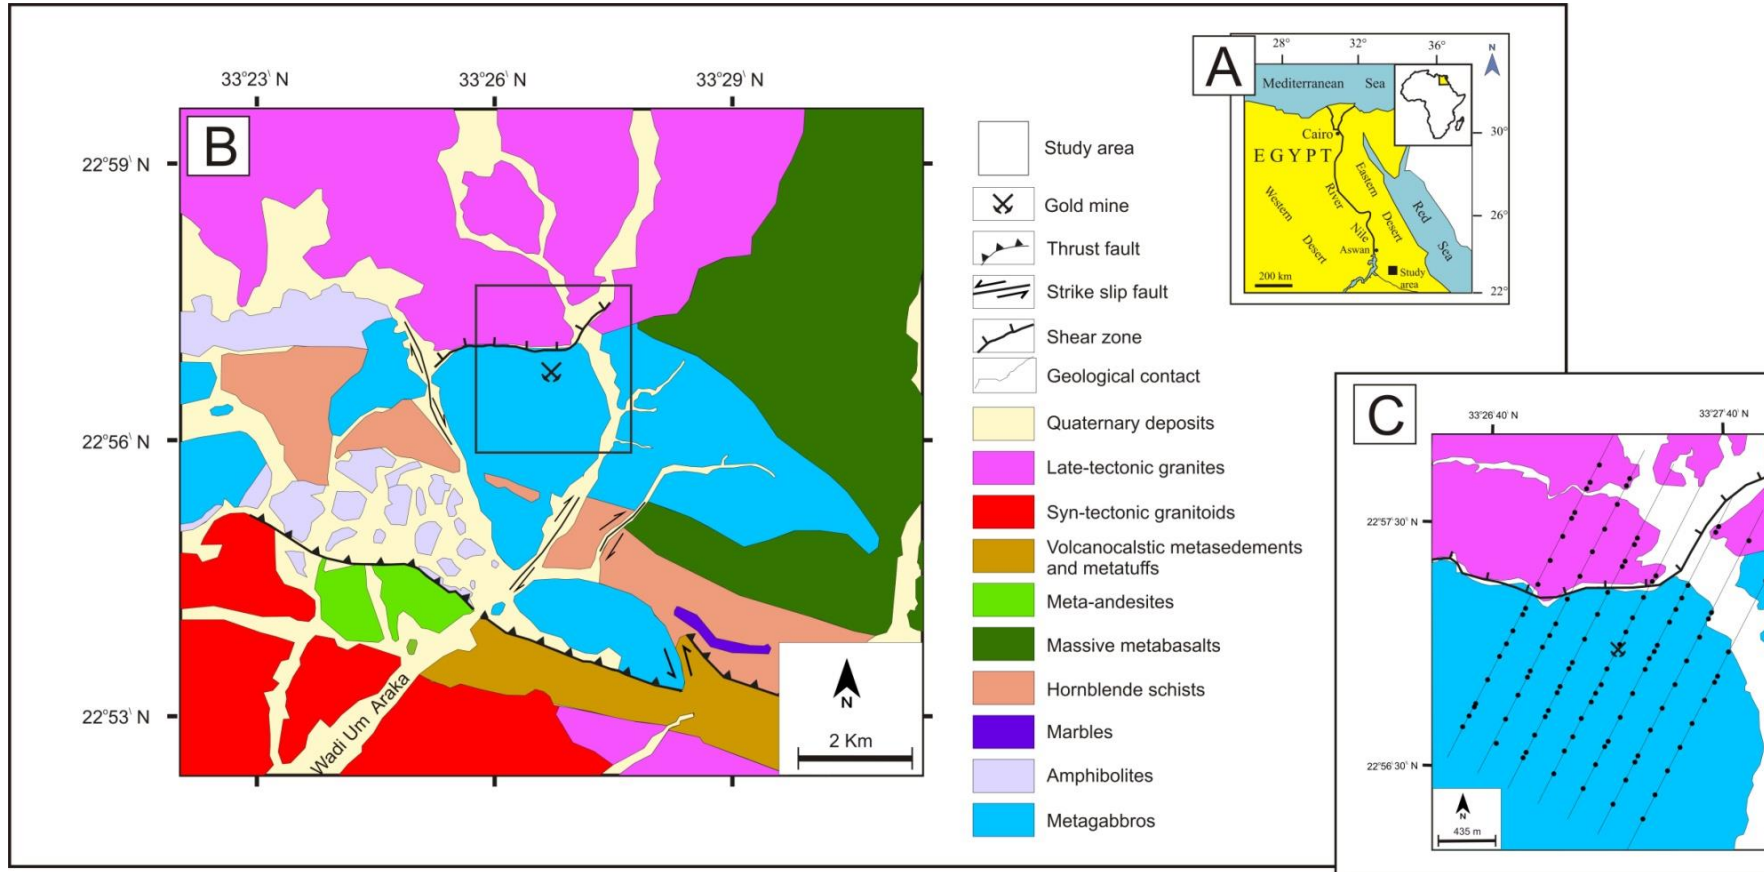 A
28° 32° 36°
N
Mediterranean Sea
Cairo
30°
EGYPT
Eastern
Desert
Western
Desert
River
Nile
Red
Sea
26°
Aswan
Study
area
200 km
22°
33°23\ N 33°26\ N 33°29\ N
B
22°59\ N
22°56\ N
22°53\ N
Wadi Um Araka
N
2 Km
Study area
Gold mine
Thrust fault
Strike slip fault
Shear zone
Geological contact
Quaternary deposits
Late-tectonic granites
Syn-tectonic granitoids
Volcanocalstic metasedements
and metatuffs
Meta-andesites
Massive metabasalts
Hornblende schists
Marbles
Amphibolites
Metagabbros
C
33°26\ 40\\ N 33°27\ 40\\ N
22°57\ 30\\ N
22°56\ 30\\ N
N
435 m